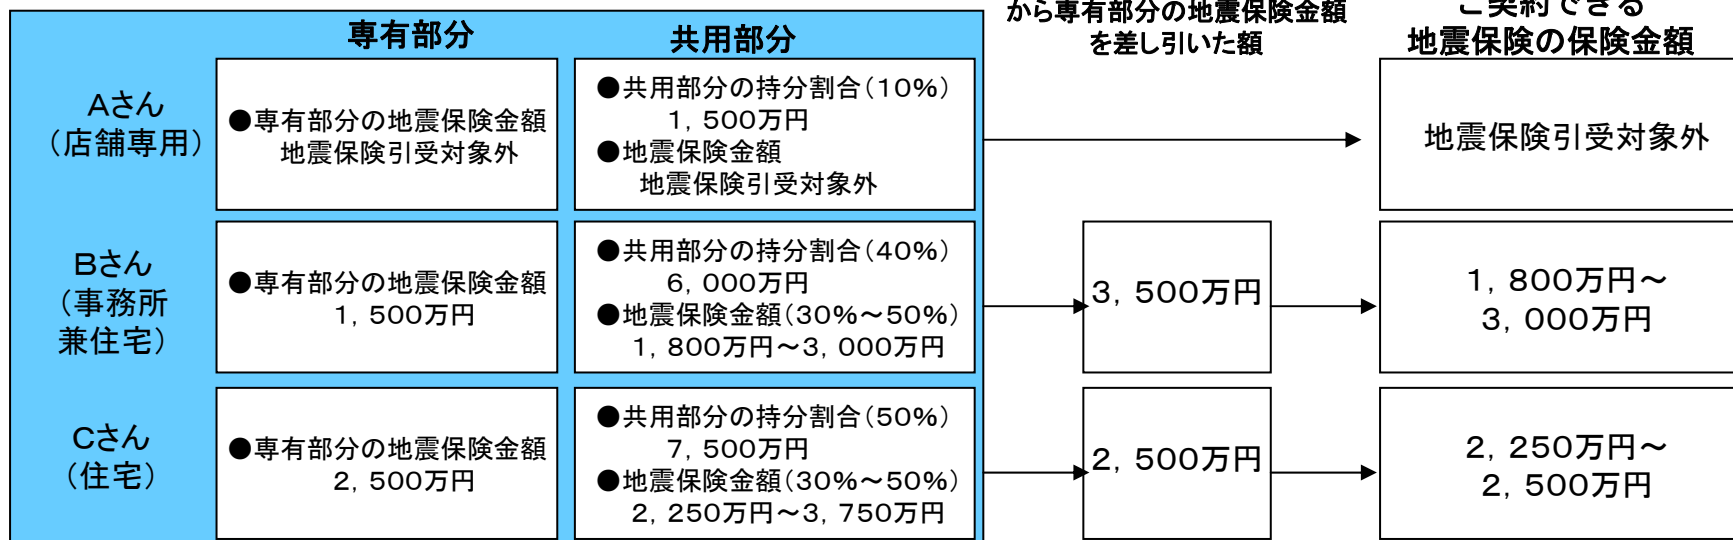 から専有部分の地震保険金額
を差し引いた額
ご契約できる
地震保険の保険金額
専有部分
共用部分
Aさん
(店舗専用)
●専有部分の地震保険金額
地震保険引受対象外
●共用部分の持分割合(10%)
1,500万円
●地震保険金額
地震保険引受対象外
地震保険引受対象外
Bさん
(事務所
兼住宅)
●専有部分の地震保険金額
1,500万円
●共用部分の持分割合(40%)
6,000万円
●地震保険金額(30%～50%)
1,800万円～3,000万円
3,500万円
1,800万円～
3,000万円
Cさん
(住宅)
●専有部分の地震保険金額
2,500万円
●共用部分の持分割合(50%)
7,500万円
●地震保険金額(30%～50%)
2,250万円～3,750万円
2,500万円
2,250万円～
2,500万円